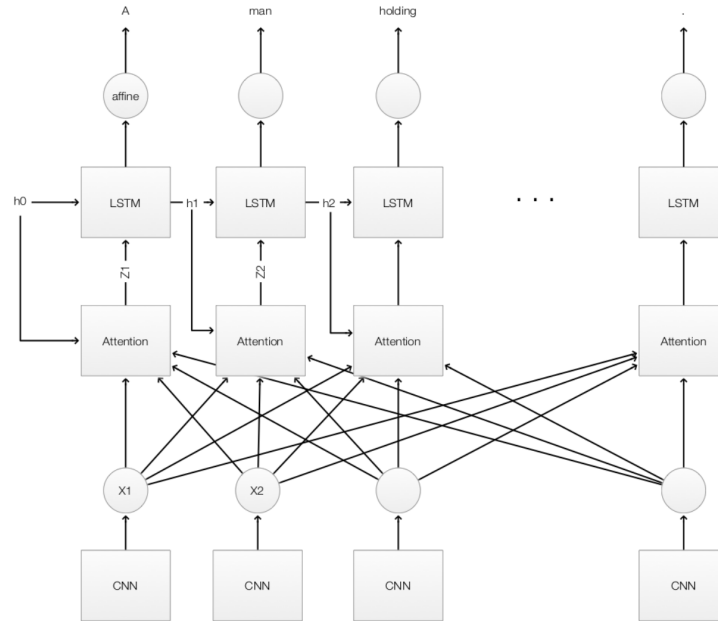 A man holding .
affine
h0 LSTM h1 LSTM h2 LSTM . . . LSTM
Z1 Z2
Attention Attention Attention Attention
X1 X2
CNN CNN CNN CNN